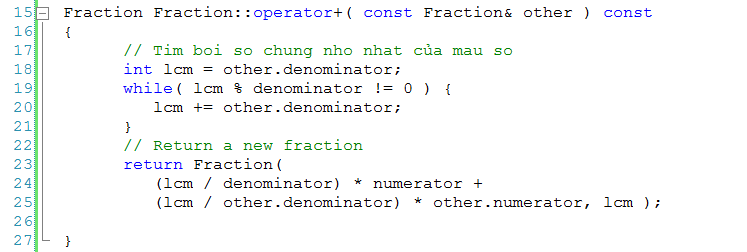 15 Fraction Fraction::operator+( const Fraction& other ) const
16 {
17 // Tim boi so chung nho nhat của mau so
18 int lcm = other.denominator;
19 while( lcm % denominator != 0 ) {
20 lcm += other.denominator;
21 }
22 // Return a new fraction
23 return Fraction(
24 (lcm / denominator) * numerator +
25 (lcm / other.denominator) * other.numerator, lcm );
26
27 }